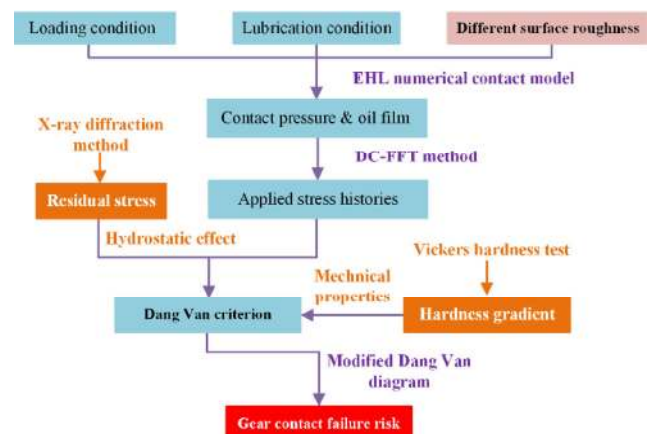 Loading condition
Lubrication condition
Different surface roughness
EHL numerical contact model
X-ray diffraction
method
Contact pressure & oil film
DC-FFT method
Residual stress
Applied stress histories
Hydrostatic effect
Vickers hardness test
Mechnical
properties
Dang Van criterion
Hardness gradient
Modified Dang Van
diagram
Gear contact failure risk